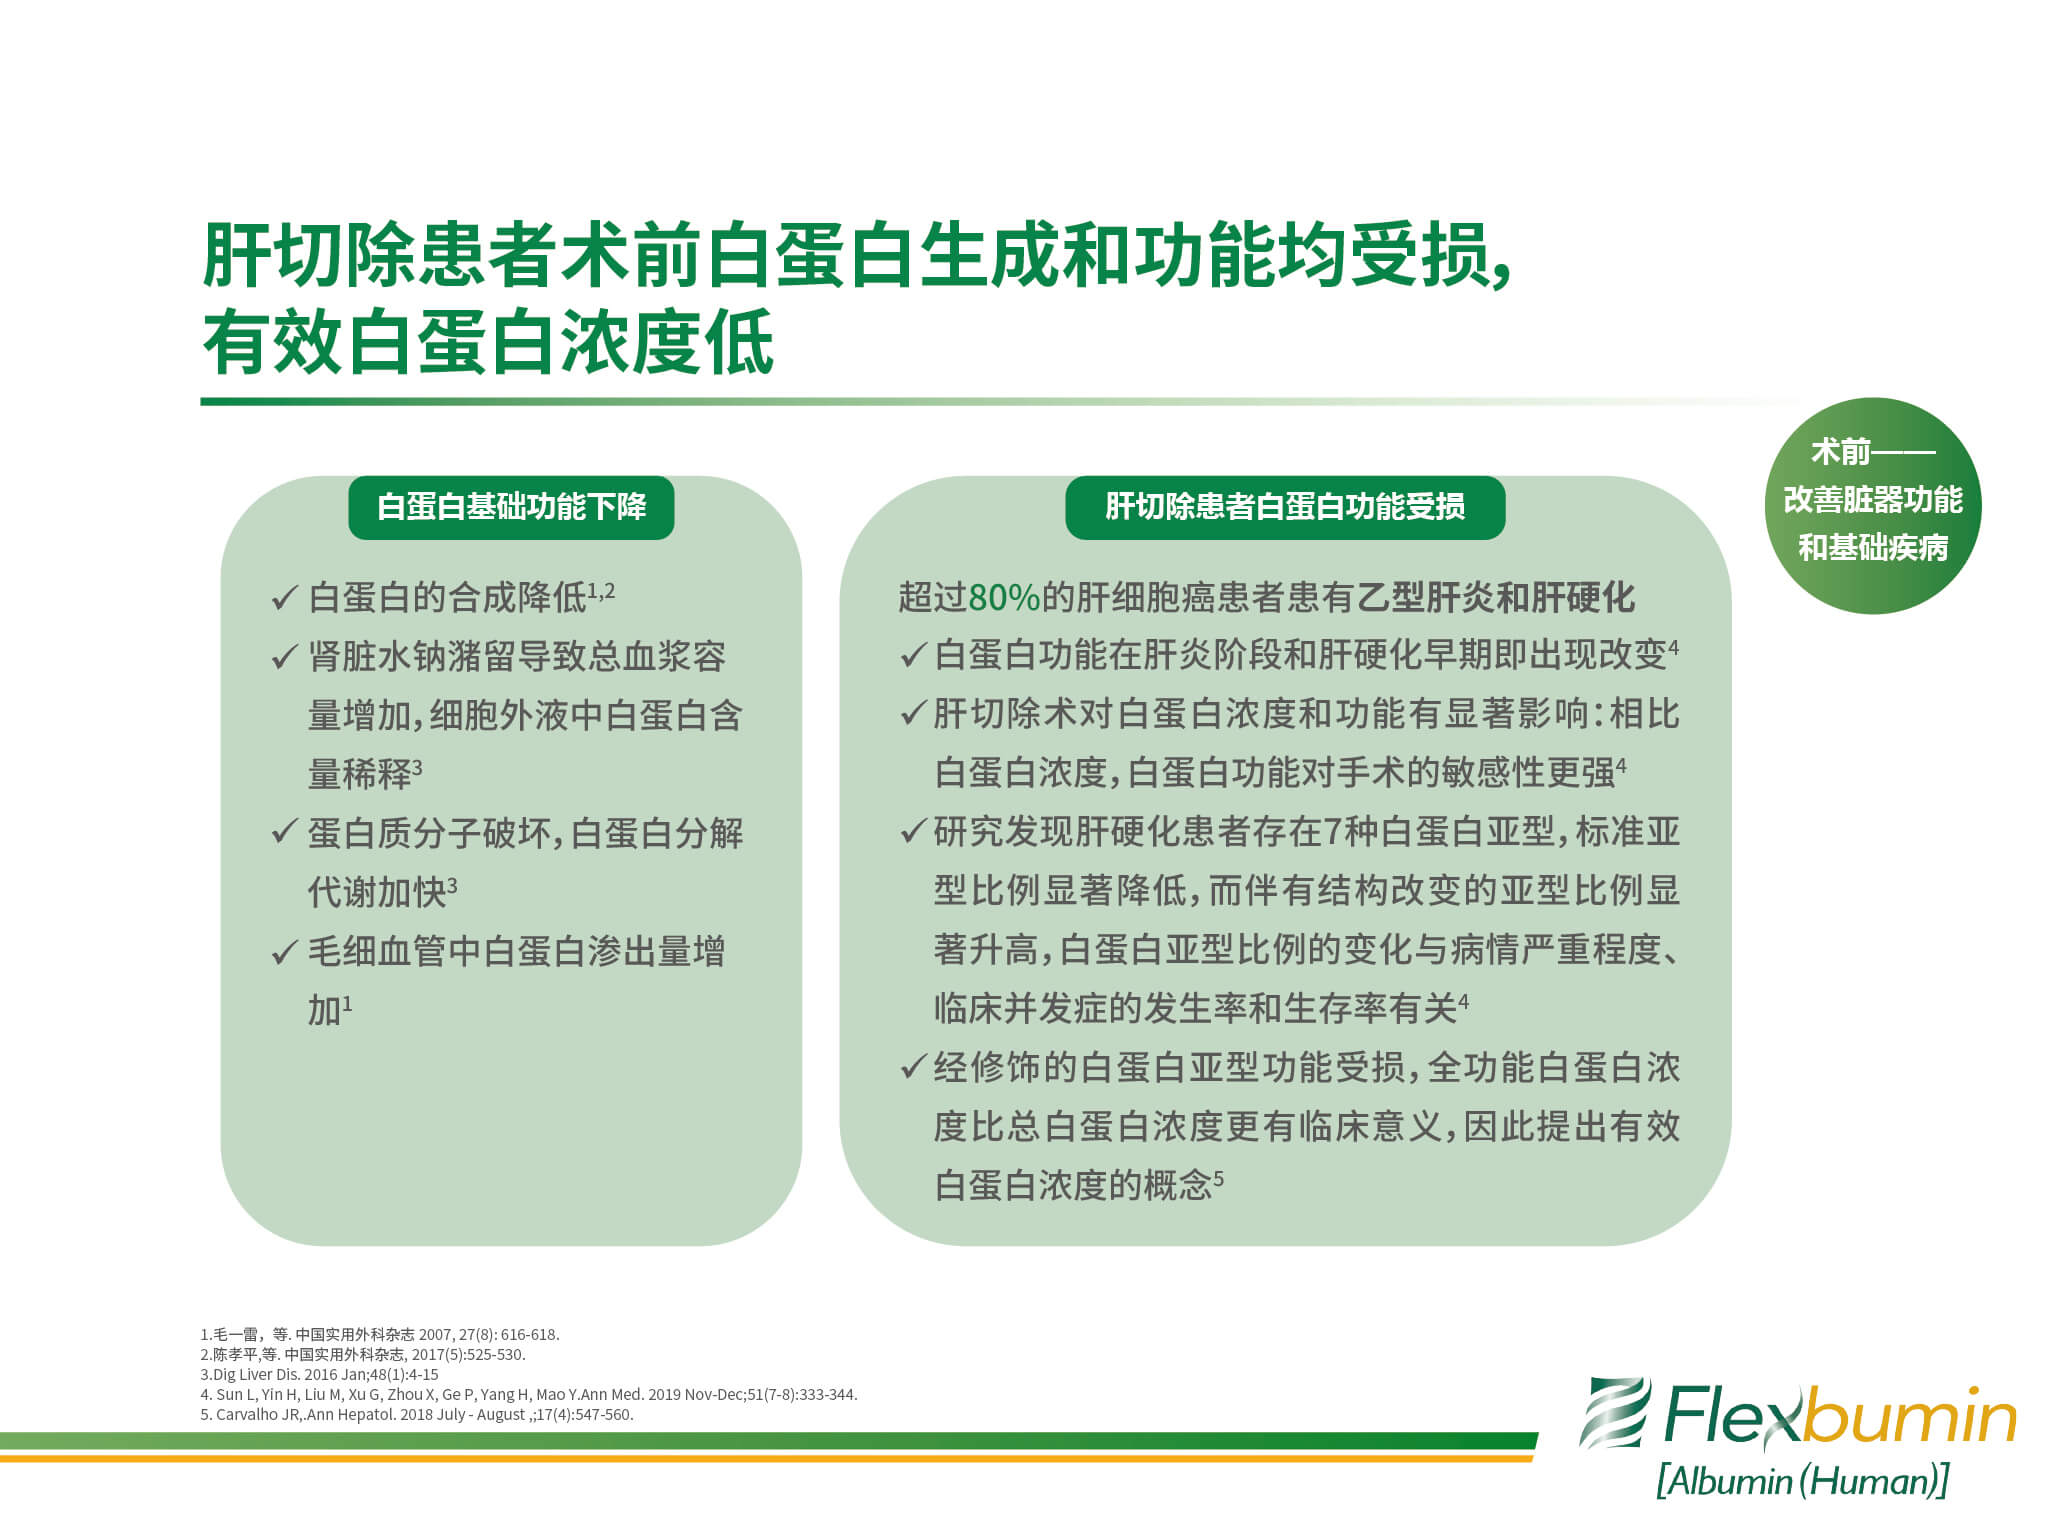 肝切除患者术前白蛋白生成和功能均受损，
有效白蛋白浓度低
术前——
改善脏器功能
和基础疾病
白蛋白基础功能下降
✓ 白蛋白的合成降低1,2
✓ 肾脏水钠潴留导致总血浆容
量增加，细胞外液中白蛋白含
量稀释3
✓ 蛋白质分子破坏，白蛋白分解
代谢加快3
✓ 毛细血管中白蛋白渗出量增
加1
肝切除患者白蛋白功能受损
超过80%的肝细胞癌患者患有乙型肝炎和肝硬化
✓ 白蛋白功能在肝炎阶段和肝硬化早期即出现改变4
✓ 肝切除术对白蛋白浓度和功能有显著影响：相比
白蛋白浓度，白蛋白功能对手术的敏感性更强4
✓ 研究发现肝硬化患者存在7种白蛋白亚型，标准亚
型比例显著降低，而伴有结构改变的亚型比例显
著升高，白蛋白亚型比例的变化与病情严重程度、
临床并发症的发生率和生存率有关4
✓ 经修饰的白蛋白亚型功能受损，全功能白蛋白浓
度比总白蛋白浓度更有临床意义，因此提出有效
白蛋白浓度的概念5
1.毛一雷，等. 中国实用外科杂志 2007, 27(8): 616-618.
2.陈孝平,等. 中国实用外科杂志, 2017(5):525-530.
3.Dig Liver Dis. 2016 Jan;48(1):4-15
4. Sun L, Yin H, Liu M, Xu G, Zhou X, Ge P, Yang H, Mao Y.Ann Med. 2019 Nov-Dec;51(7-8):333-344.
5. Carvalho JR,.Ann Hepatol. 2018 July - August ,;17(4):547-560.
Flexbumin
[Albumin (Human)]